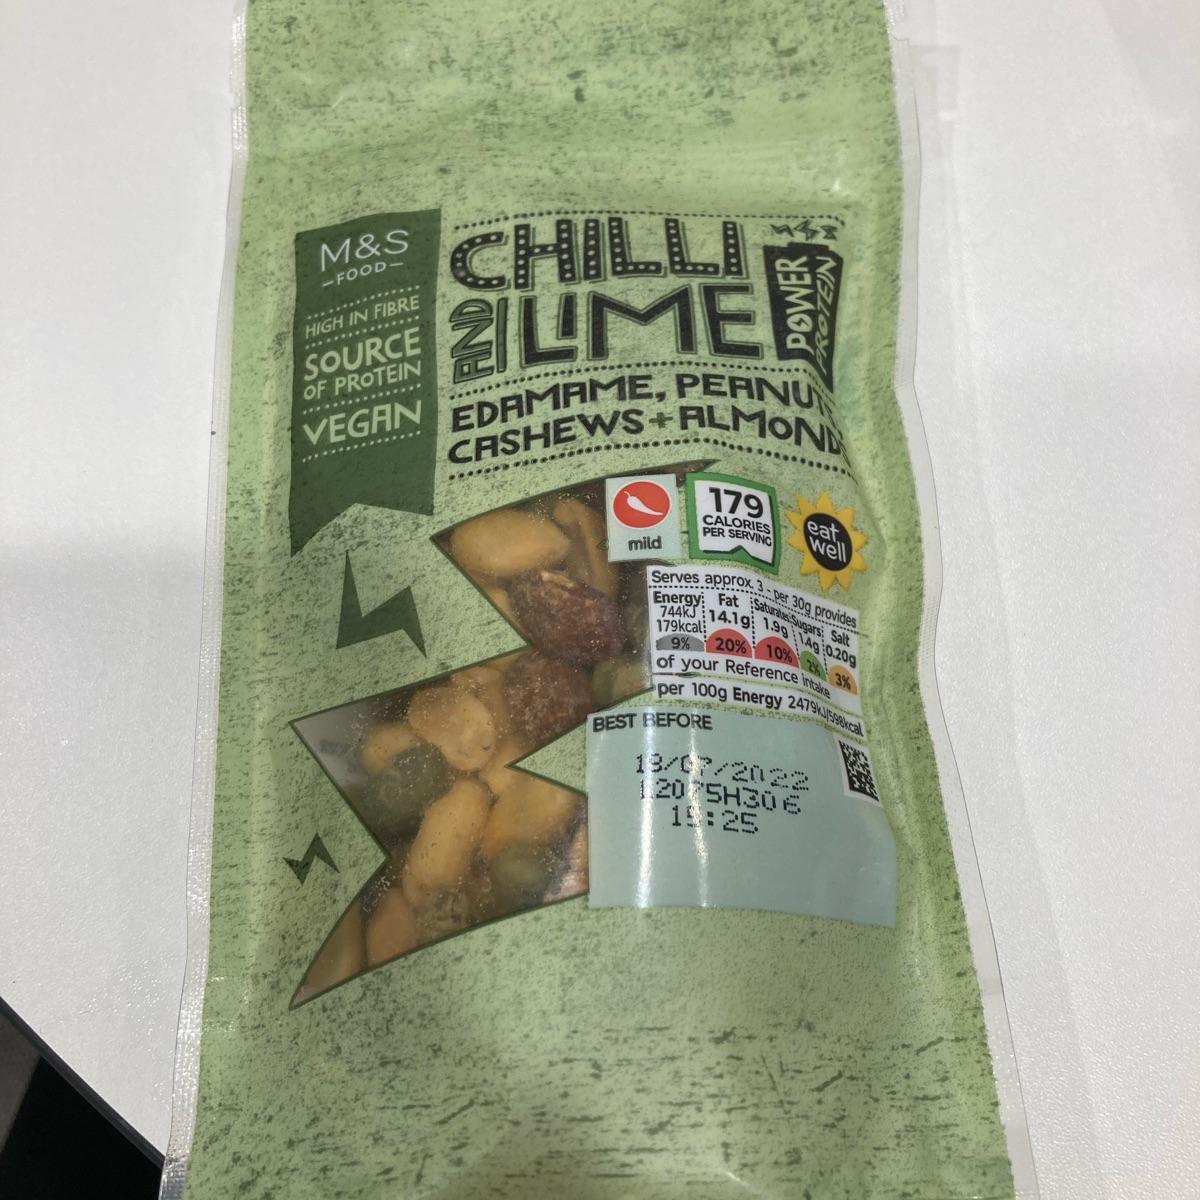 M&S
FOOD
HIGH IN FIBRE
SOURCE
OF PROTEIN
VEGAN
CHILLI
AND LIME
POWER
PROTEIN
EDAMAME, PEANUTS
CASHEWS + ALMONDS
mild
179
CALORIES
PER SERVING
eat
well
Serves approx. 3 - per 30g provides
Energy Fat Saturates Sugars Salt
744kJ 14.1g 1.9g 1.4g 0.20g
179kcal
9% 20% 10% 2% 3%
of your Reference intake
per 100g Energy 2479kJ/598kcal
BEST BEFORE
18/07/2022
12075H306
15:25